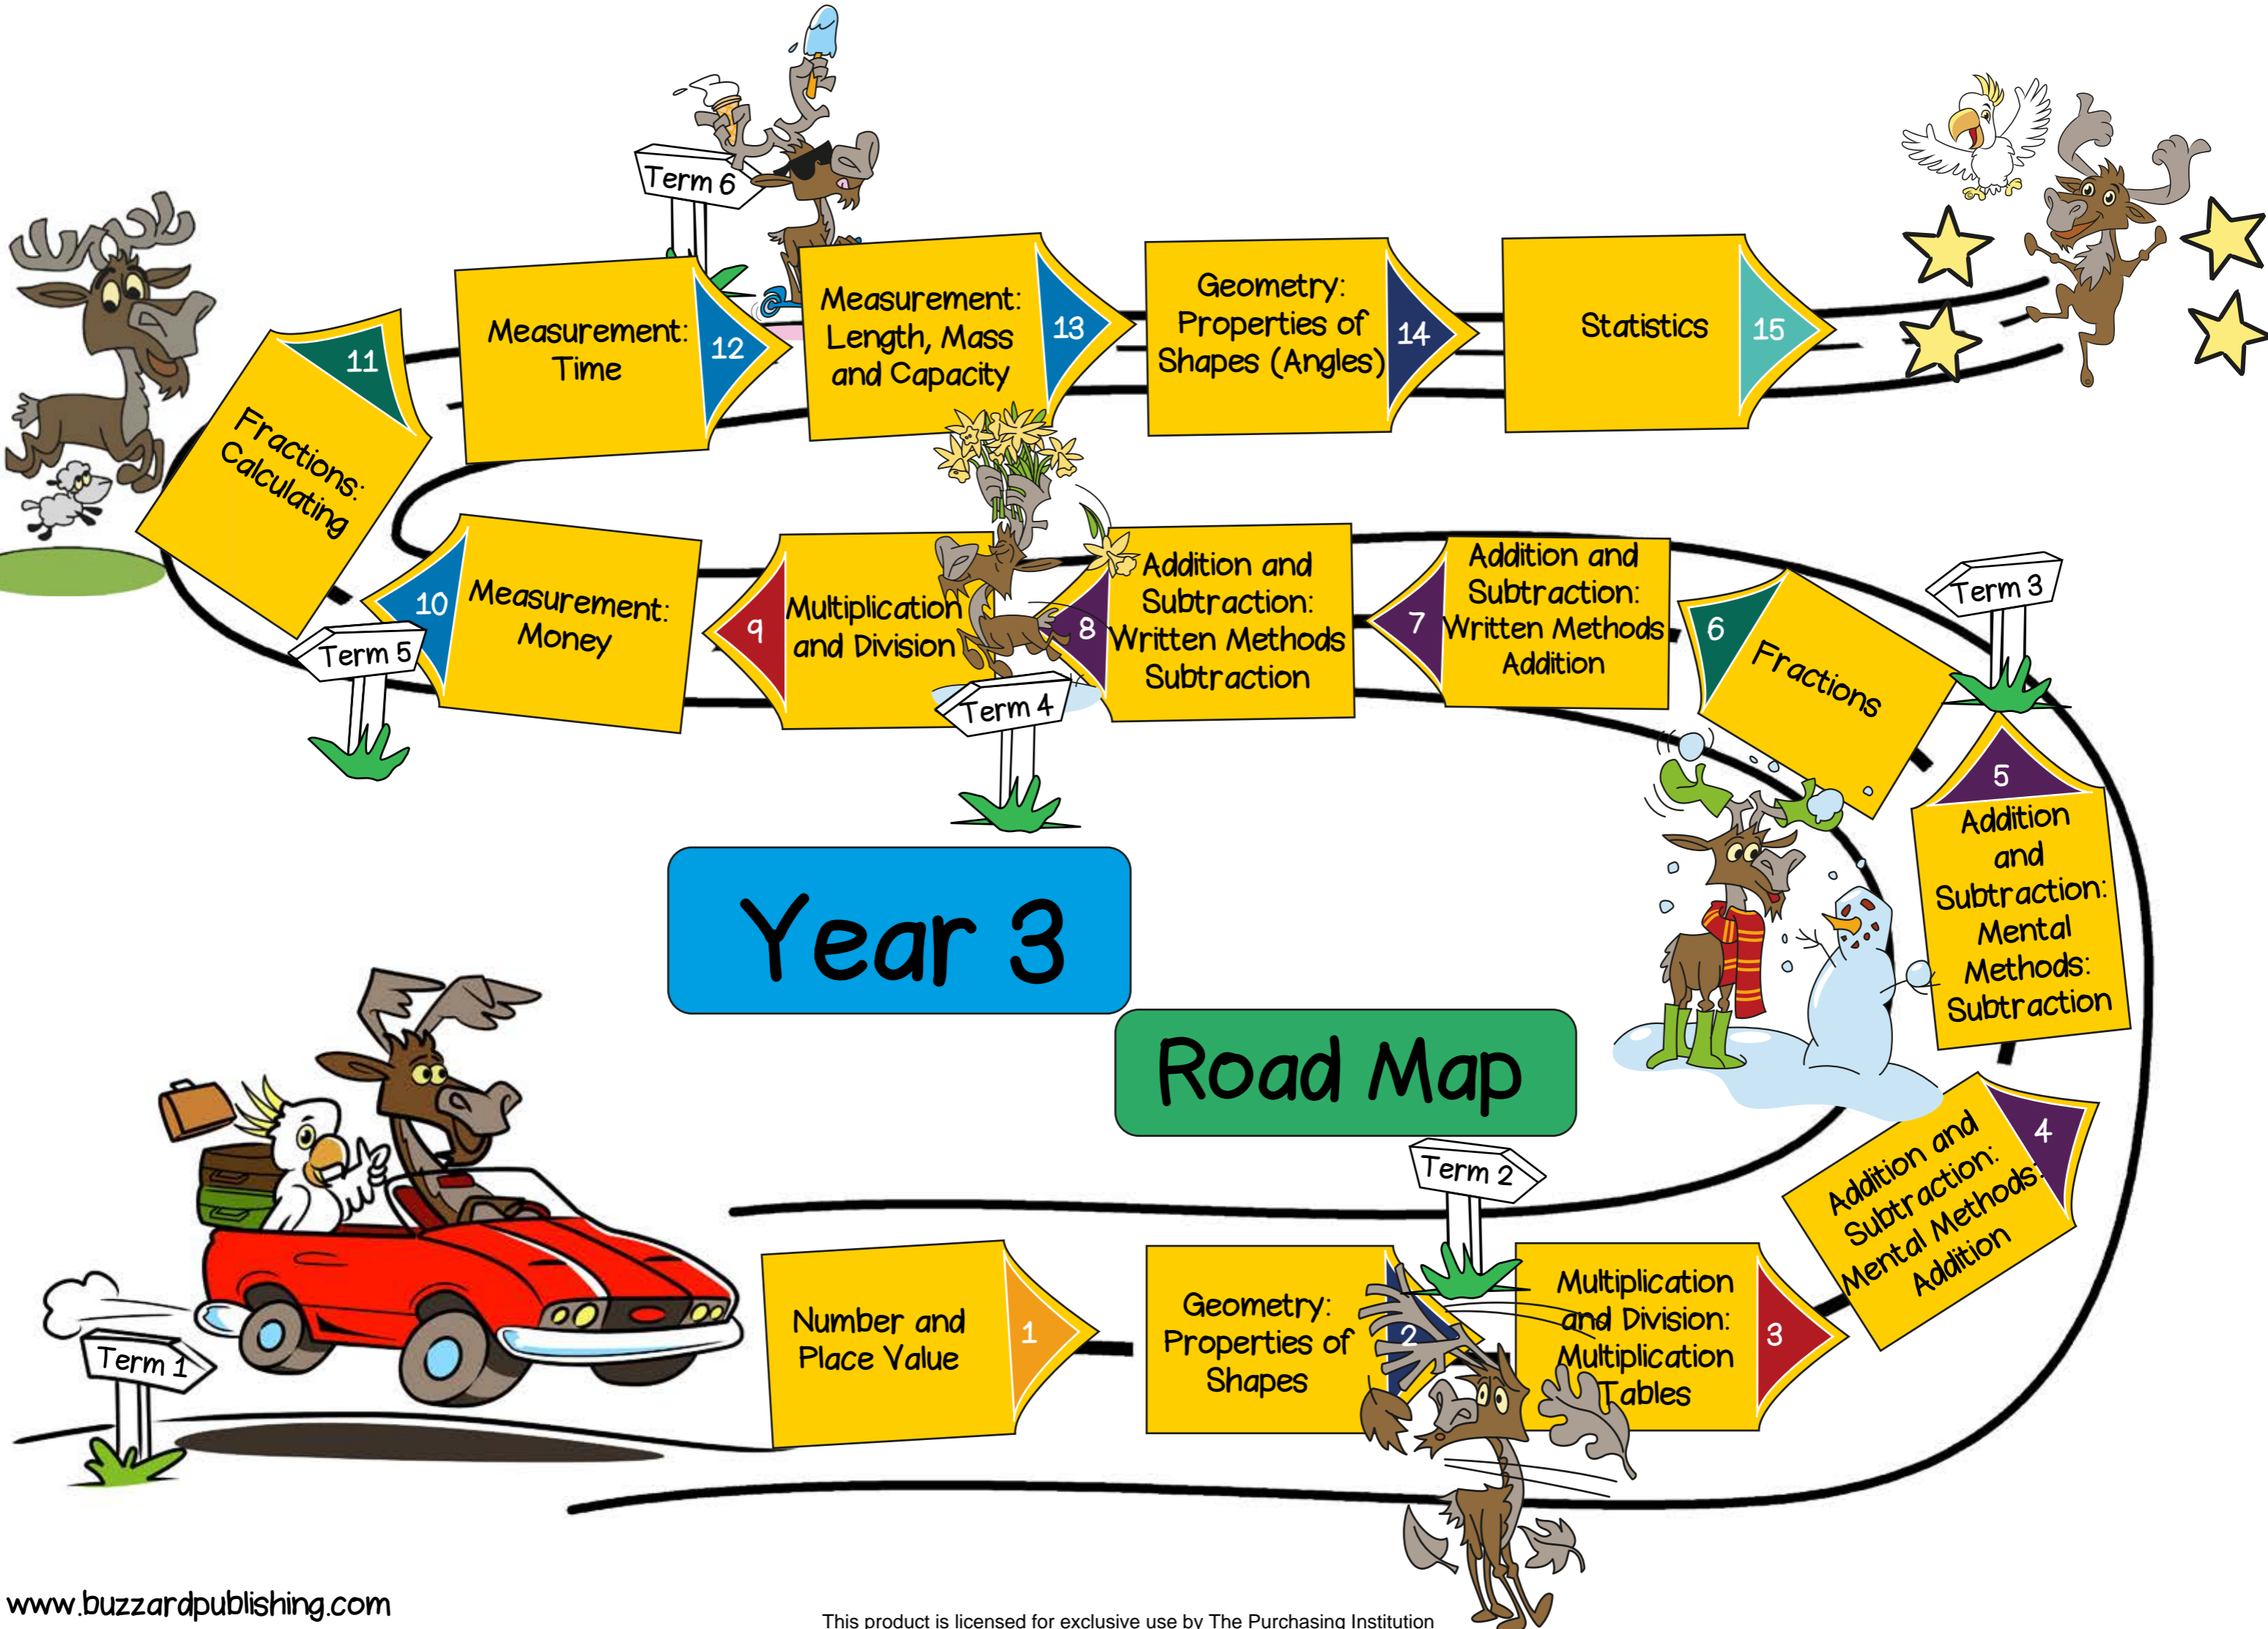 Year 3
Road Map
Term 1
Number and
Place Value
1
Geometry:
Properties of
Shapes
2
Term 2
Multiplication
and Division:
Multiplication
Tables
3
Addition and
Subtraction:
Mental Methods:
Addition
4
Addition
and
Subtraction:
Mental
Methods:
Subtraction
5
Term 3
Fractions
6
Addition and
Subtraction:
Written Methods
Addition
7
Addition and
Subtraction:
Written Methods
Subtraction
8
Term 4
Multiplication
and Division
9
Measurement:
Money
10
Term 5
Fractions:
Calculating
11
Measurement:
Time
12
Term 6
Measurement:
Length, Mass
and Capacity
13
Geometry:
Properties of
Shapes (Angles)
14
Statistics
15
www.buzzardpublishing.com
This product is licensed for exclusive use by The Purchasing Institution